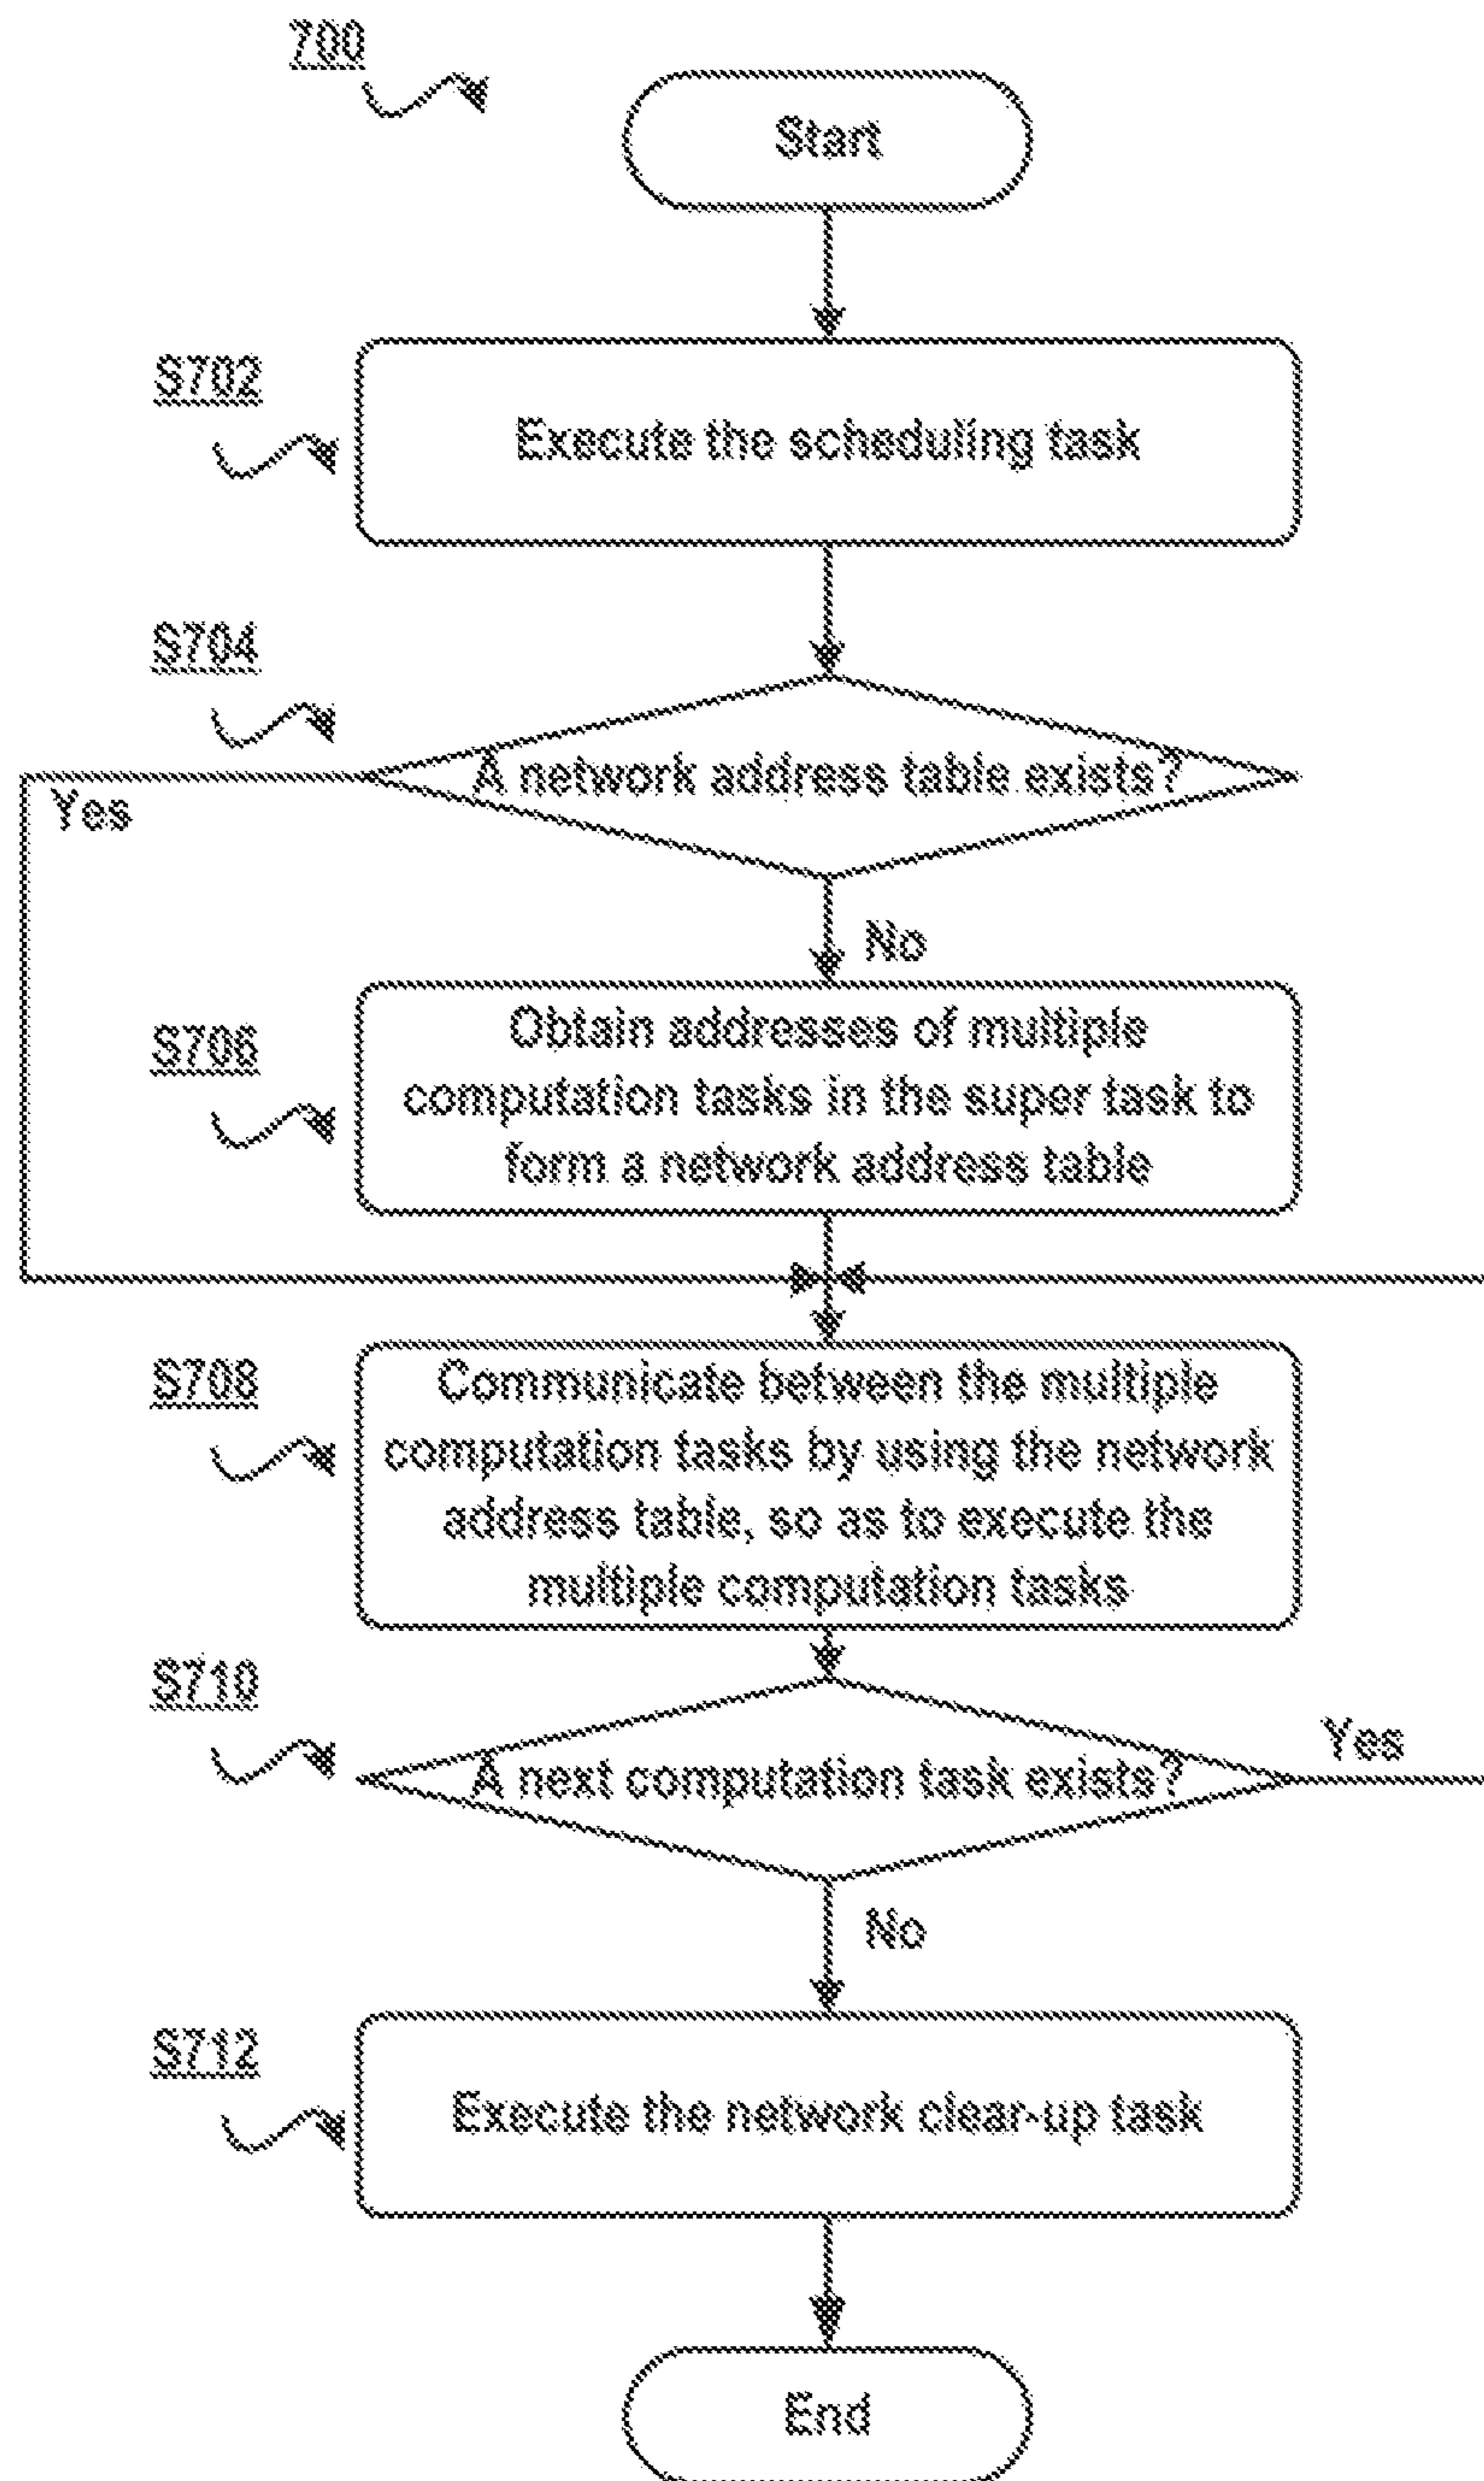 700
Start
S702
Execute the scheduling task
S704
A network address table exists?
Yes
No
S706
Obtain addresses of multiple
computation tasks in the super task to
form a network address table
S708
Communicate between the multiple
computation tasks by using the network
address table, so as to execute the
multiple computation tasks
S710
Yes
A next computation task exists?
No
S712
Execute the network clear-up task
End